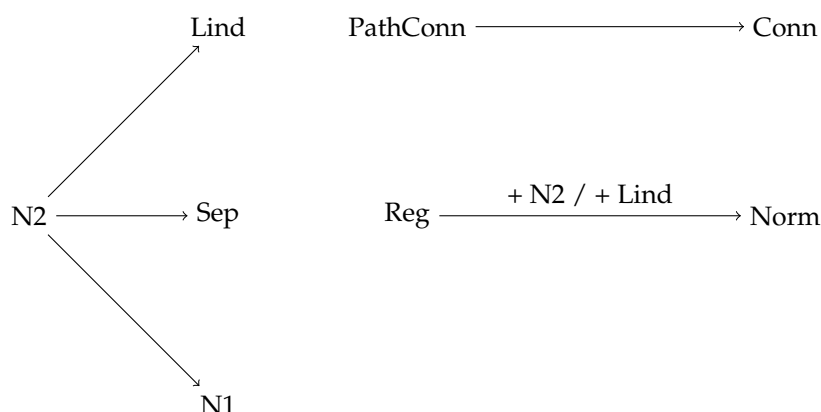 Lind PathConn Conn
+ N2 / + Lind
N2 Sep Reg Norm
N1